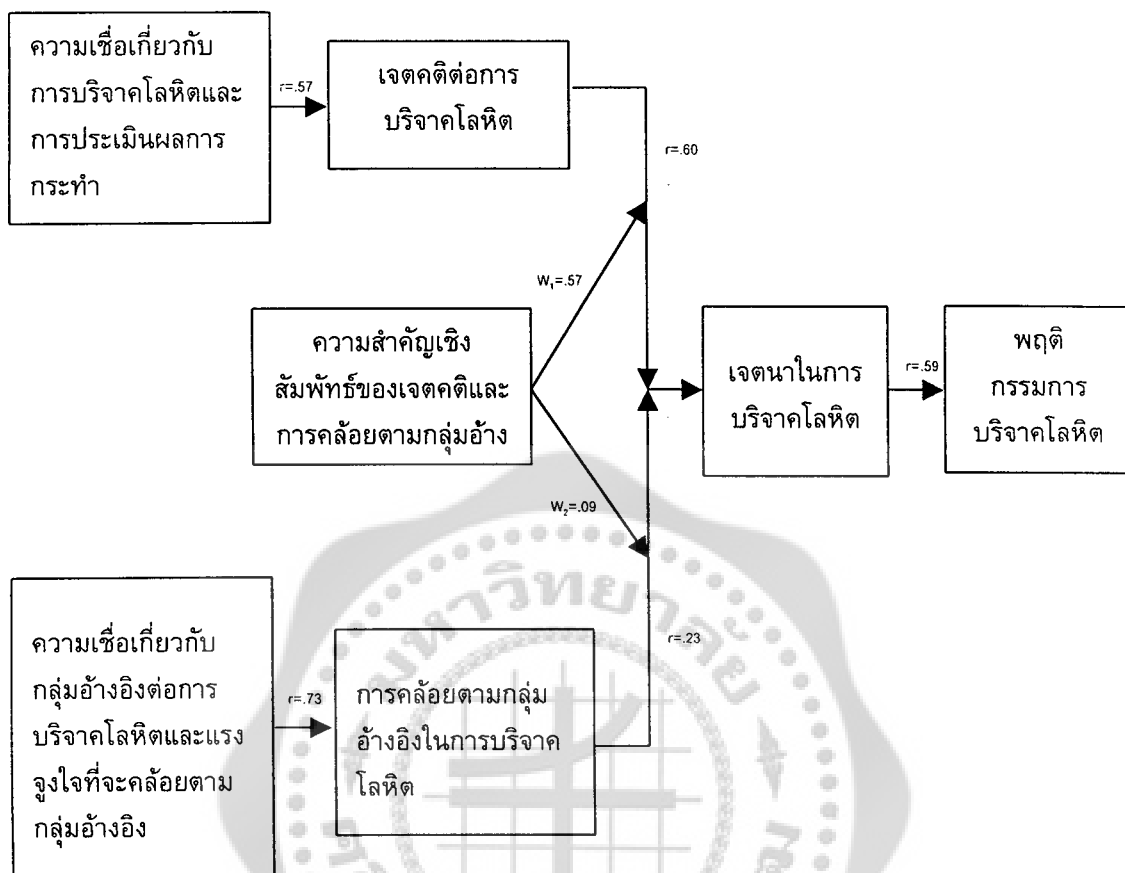 ความเชื่อเกี่ยวกับ
การบริจาคโลหิตและ
การประเมินผลการ
กระทำ
r=.57
เจตคติต่อการ
บริจาคโลหิต
r=.60
W₁=.57
ความสำคัญเชิง
สัมพัทธ์ของเจตคติและ
การคล้อยตามกลุ่มอ้าง
เจตนาในการ
บริจาคโลหิต
r=.59
พฤติ
กรรมการ
บริจาคโลหิต
W₂=.09
มหาวิทยาลัย
r=.23
ความเชื่อเกี่ยวกับ
กลุ่มอ้างอิงต่อการ
บริจาคโลหิตและแรง
จูงใจที่จะคล้อยตาม
กลุ่มอ้างอิง
r=.73
การคล้อยตามกลุ่ม
อ้างอิงในการบริจาค
โลหิต